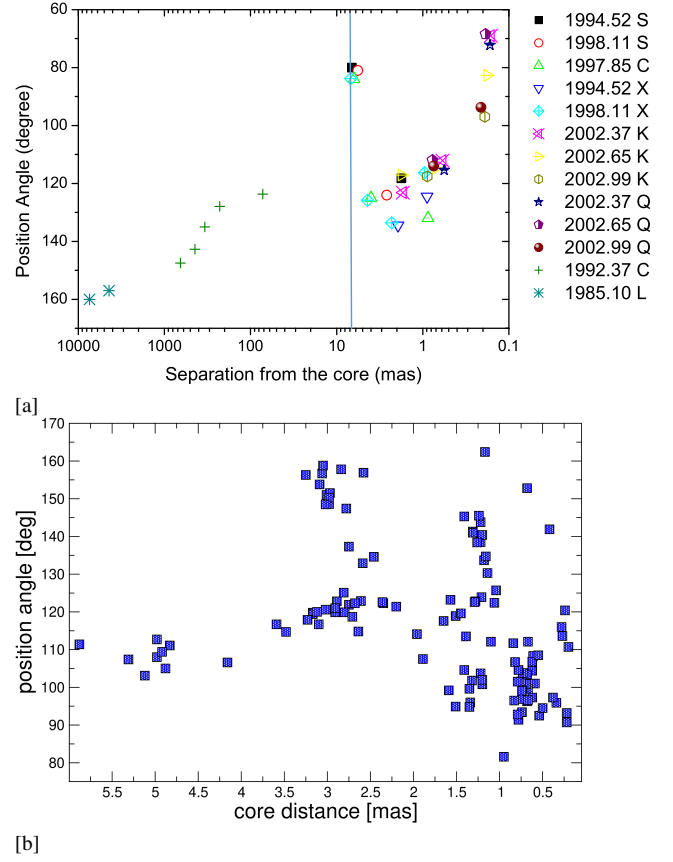 60
80
100
120
140
160
Position Angle (degree)
10000 1000 100 10 1 0.1
Separation from the core (mas)
1994.52 S
1998.11 S
1997.85 C
1994.52 X
1998.11 X
2002.37 K
2002.65 K
2002.99 K
2002.37 Q
2002.65 Q
2002.99 Q
1992.37 C
1985.10 L
[a]
170
160
150
140
130
120
110
100
90
80
position angle [deg]
5.5 5 4.5 4 3.5 3 2.5 2 1.5 1 0.5
core distance [mas]
[b]